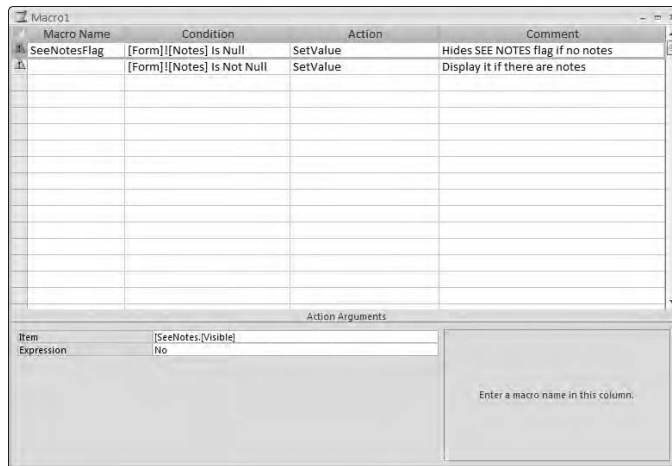 Macro1
Macro Name Condition Action Comment
SeeNotesFlag [Form]![Notes] Is Null SetValue Hides SEE NOTES flag if no notes
[Form]![Notes] Is Not Null SetValue Display it if there are notes
Action Arguments
Item [SeeNotes.[Visible]
Expression No
Enter a macro name in this column.